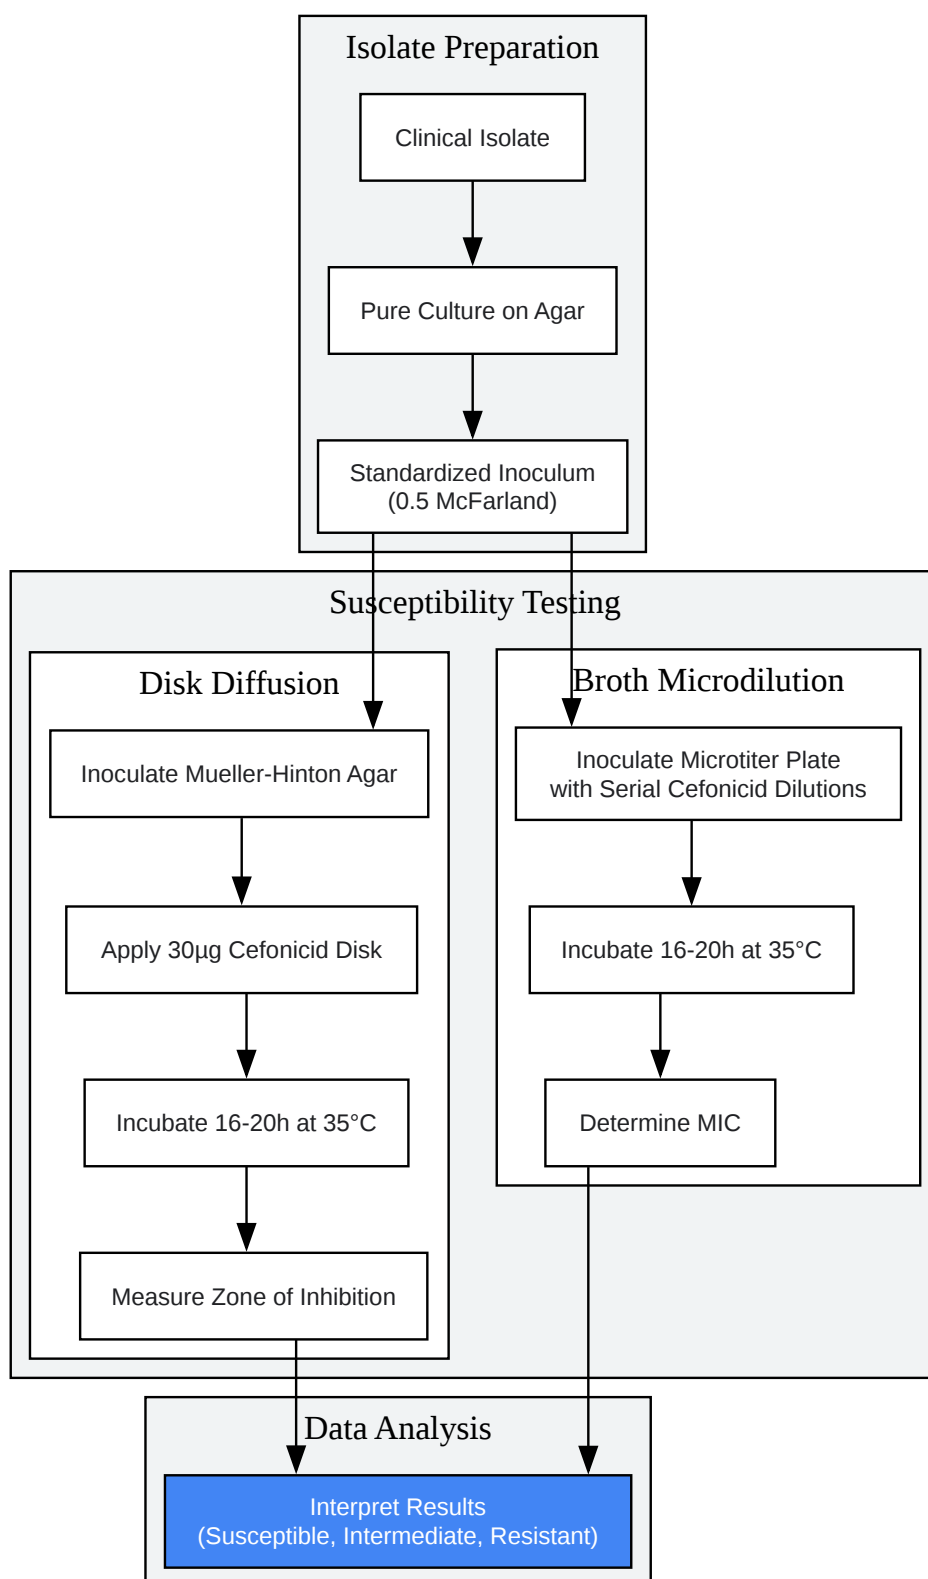 Isolate Preparation
Clinical Isolate
Pure Culture on Agar
Standardized Inoculum
(0.5 McFarland)
Susceptibility Testing
Disk Diffusion
Inoculate Mueller-Hinton Agar
Apply 30µg Cefonicid Disk
Incubate 16-20h at 35°C
Measure Zone of Inhibition
Broth Microdilution
Inoculate Microtiter Plate
with Serial Cefonicid Dilutions
Incubate 16-20h at 35°C
Determine MIC
Data Analysis
Interpret Results
(Susceptible, Intermediate, Resistant)